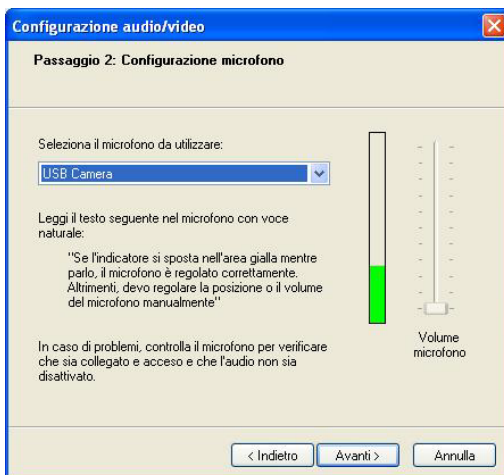 Configurazione audio/video
Passaggio 2: Configurazione microfono
Seleziona il microfono da utilizzare:
USB Camera
Leggi il testo seguente nel microfono con voce
naturale:
"Se l'indicatore si sposta nell'area gialla mentre
parlo, il microfono è regolato correttamente.
Altrimenti, devo regolare la posizione o il volume
del microfono manualmente"
In caso di problemi, controlla il microfono per verificare
che sia collegato e acceso e che l'audio non sia
disattivato.
Volume
microfono
< Indietro
Avanti >
Annulla